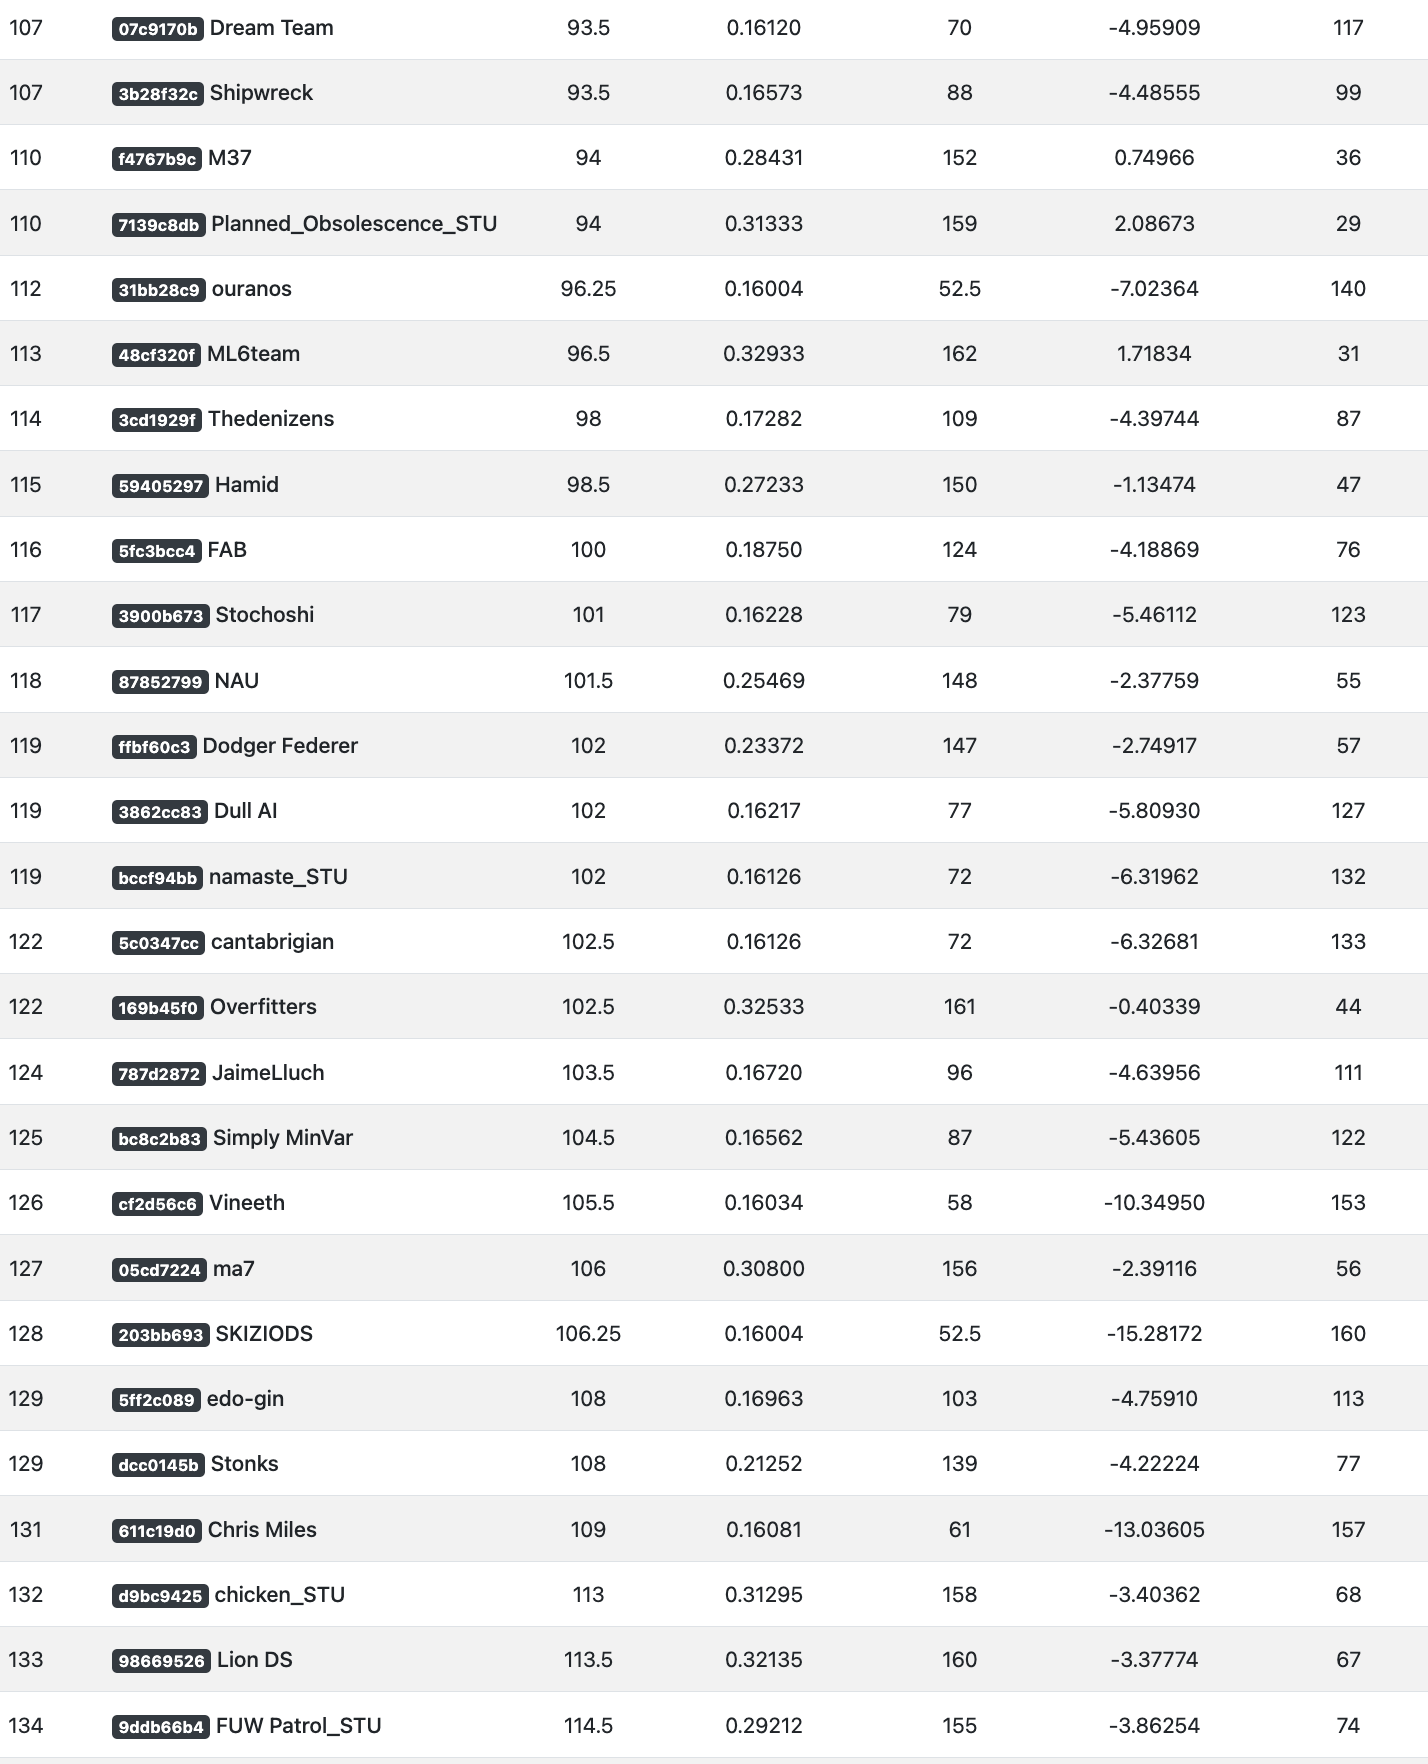 107 07c9170b Dream Team 93.5 0.16120 70 -4.95909 117
107 3b28f32c Shipwreck 93.5 0.16573 88 -4.48555 99
110 f4767b9c M37 94 0.28431 152 0.74966 36
110 7139c8db Planned_Obsolescence_STU 94 0.31333 159 2.08673 29
112 31bb28c9 ouranos 96.25 0.16004 52.5 -7.02364 140
113 48cf320f ML6team 96.5 0.32933 162 1.71834 31
114 3cd1929f Thedenizens 98 0.17282 109 -4.39744 87
115 59405297 Hamid 98.5 0.27233 150 -1.13474 47
116 5fc3bcc4 FAB 100 0.18750 124 -4.18869 76
117 3900b673 Stochoshi 101 0.16228 79 -5.46112 123
118 87852799 NAU 101.5 0.25469 148 -2.37759 55
119 ffbf60c3 Dodger Federer 102 0.23372 147 -2.74917 57
119 3862cc83 Dull AI 102 0.16217 77 -5.80930 127
119 bccf94bb namaste_STU 102 0.16126 72 -6.31962 132
122 5c0347cc cantabrigian 102.5 0.16126 72 -6.32681 133
122 169b45f0 Overfitters 102.5 0.32533 161 -0.40339 44
124 787d2872 JaimeLluch 103.5 0.16720 96 -4.63956 111
125 bc8c2b83 Simply MinVar 104.5 0.16562 87 -5.43605 122
126 cf2d56c6 Vineeth 105.5 0.16034 58 -10.34950 153
127 05cd7224 ma7 106 0.30800 156 -2.39116 56
128 203bb693 SKIZIODS 106.25 0.16004 52.5 -15.28172 160
129 5ff2c089 edo-gin 108 0.16963 103 -4.75910 113
129 dcc0145b Stonks 108 0.21252 139 -4.22224 77
131 611c19d0 Chris Miles 109 0.16081 61 -13.03605 157
132 d9bc9425 chicken_STU 113 0.31295 158 -3.40362 68
133 98669526 Lion DS 113.5 0.32135 160 -3.37774 67
134 9ddb66b4 FUW Patrol_STU 114.5 0.29212 155 -3.86254 74